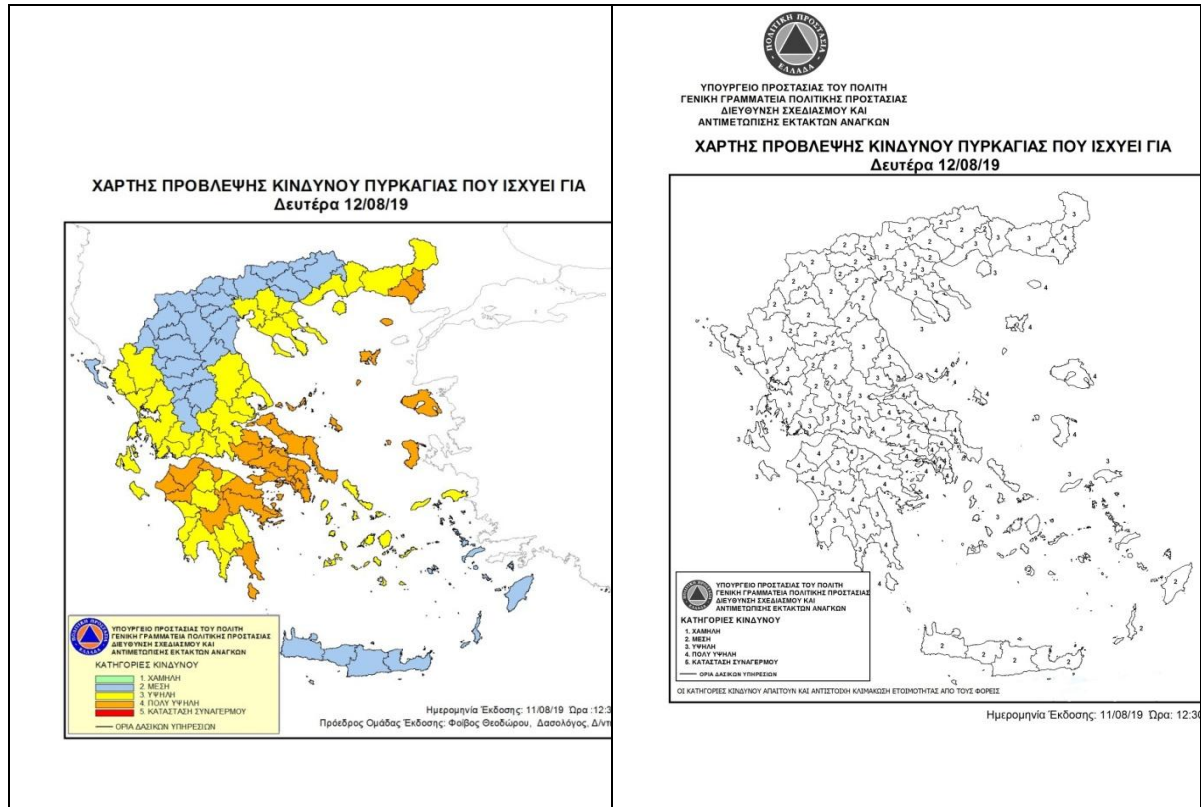 ΧΑΡΤΗΣ ΠΡΟΒΛΕΨΗΣ ΚΙΝΔΥΝΟΥ ΠΥΡΚΑΓΙΑΣ ΠΟΥ ΙΣΧΥΕΙ ΓΙΑ
Δευτέρα 12/08/19
ΥΠΟΥΡΓΕΙΟ ΠΡΟΣΤΑΣΙΑΣ ΤΟΥ ΠΟΛΙΤΗ
ΓΕΝΙΚΗ ΓΡΑΜΜΑΤΕΙΑ ΠΟΛΙΤΙΚΗΣ ΠΡΟΣΤΑΣΙΑΣ
ΔΙΕΥΘΥΝΣΗ ΣΧΕΔΙΑΣΜΟΥ ΚΑΙ
ΑΝΤΙΜΕΤΩΠΙΣΗΣ ΕΚΤΑΚΤΩΝ ΑΝΑΓΚΩΝ
ΚΑΤΗΓΟΡΙΕΣ ΚΙΝΔΥΝΟΥ
1. ΧΑΜΗΛΗ
2. ΜΕΣΗ
3. ΥΨΗΛΗ
4. ΠΟΛΥ ΥΨΗΛΗ
5. ΚΑΤΑΣΤΑΣΗ ΣΥΝΑΓΕΡΜΟΥ
ΟΡΙΑ ΔΑΣΙΚΩΝ ΥΠΗΡΕΣΙΩΝ
Ημερομηνία Έκδοσης: 11/08/19 Ώρα :12:3
Πρόεδρος Ομάδας Έκδοσης: Φοίβος Θεοδώρου, Δασολόγος, Δ/ντ
ΠΟΛΙΤΙΚΗ ΠΡΟΣΤΑΣΙΑ
ΕΛΛΑΔΑ
ΥΠΟΥΡΓΕΙΟ ΠΡΟΣΤΑΣΙΑΣ ΤΟΥ ΠΟΛΙΤΗ
ΓΕΝΙΚΗ ΓΡΑΜΜΑΤΕΙΑ ΠΟΛΙΤΙΚΗΣ ΠΡΟΣΤΑΣΙΑΣ
ΔΙΕΥΘΥΝΣΗ ΣΧΕΔΙΑΣΜΟΥ ΚΑΙ
ΑΝΤΙΜΕΤΩΠΙΣΗΣ ΕΚΤΑΚΤΩΝ ΑΝΑΓΚΩΝ
ΧΑΡΤΗΣ ΠΡΟΒΛΕΨΗΣ ΚΙΝΔΥΝΟΥ ΠΥΡΚΑΓΙΑΣ ΠΟΥ ΙΣΧΥΕΙ ΓΙΑ
Δευτέρα 12/08/19
ΥΠΟΥΡΓΕΙΟ ΠΡΟΣΤΑΣΙΑΣ ΤΟΥ ΠΟΛΙΤΗ
ΓΕΝΙΚΗ ΓΡΑΜΜΑΤΕΙΑ ΠΟΛΙΤΙΚΗΣ ΠΡΟΣΤΑΣΙΑΣ
ΔΙΕΥΘΥΝΣΗ ΣΧΕΔΙΑΣΜΟΥ ΚΑΙ
ΑΝΤΙΜΕΤΩΠΙΣΗΣ ΕΚΤΑΚΤΩΝ ΑΝΑΓΚΩΝ
ΚΑΤΗΓΟΡΙΕΣ ΚΙΝΔΥΝΟΥ
1. ΧΑΜΗΛΗ
2. ΜΕΣΗ
3. ΥΨΗΛΗ
4. ΠΟΛΥ ΥΨΗΛΗ
5. ΚΑΤΑΣΤΑΣΗ ΣΥΝΑΓΕΡΜΟΥ
ΟΡΙΑ ΔΑΣΙΚΩΝ ΥΠΗΡΕΣΙΩΝ
ΟΙ ΚΑΤΗΓΟΡΙΕΣ ΚΙΝΔΥΝΟΥ ΑΠΑΙΤΟΥΝ ΚΑΙ ΑΝΤΙΣΤΟΙΧΗ ΚΛΙΜΑΚΩΣΗ ΕΤΟΙΜΟΤΗΤΑΣ ΑΠΟ ΤΟΥΣ ΦΟΡΕΙΣ
Ημερομηνία Έκδοσης: 11/08/19 Ώρα: 12:30